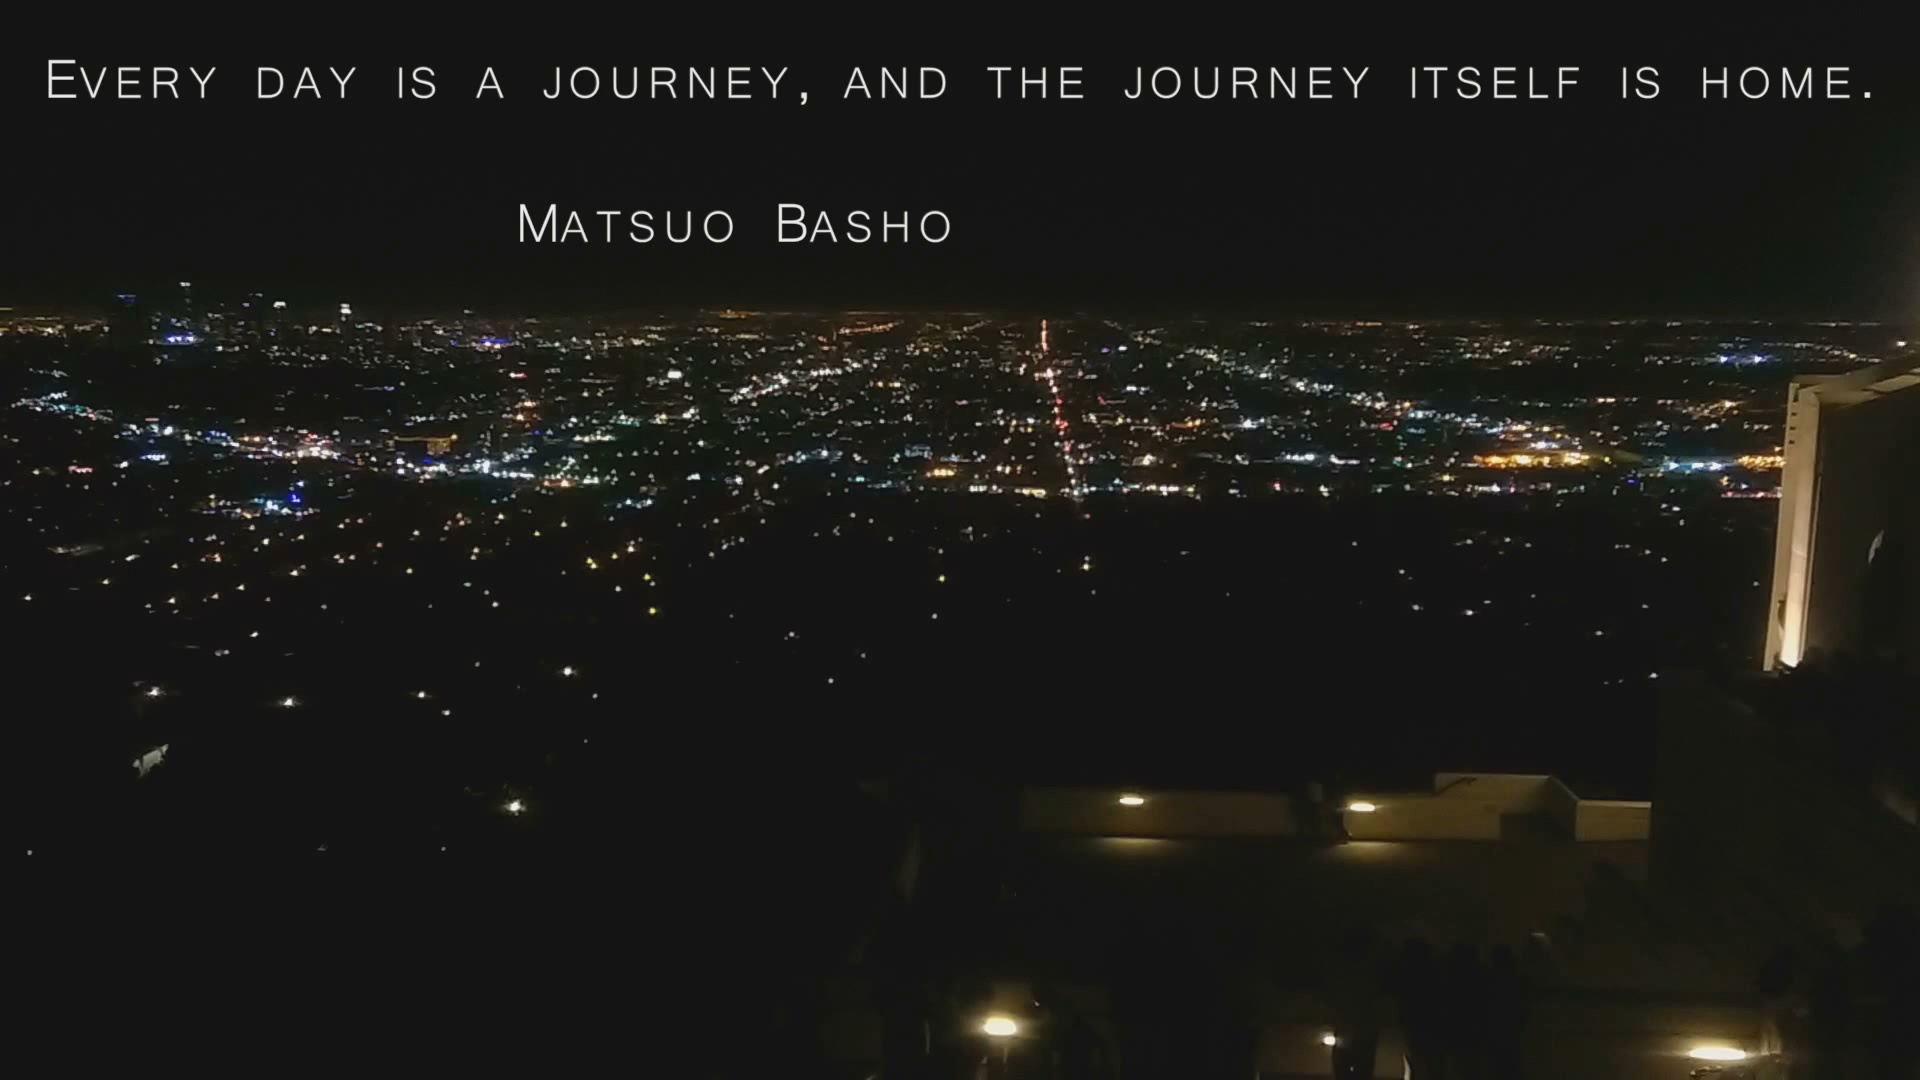 Every day is a journey, and the journey itself is home.
Matsuo Basho